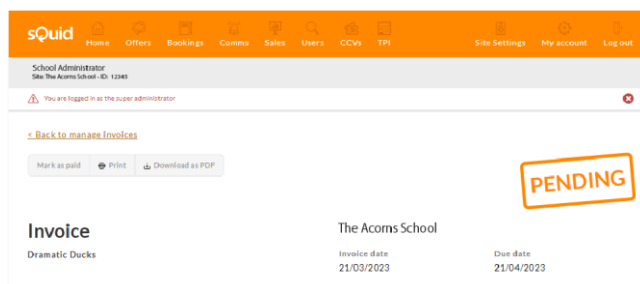 sQuid
Home Offers Bookings Comms Sales Users CCVs TPI Site Settings My account Log out
School Administrator
Site: The Acorns School - ID: 12345
You are logged in as the super administrator
< Back to manage Invoices
Mark as paid Print Download as PDF
PENDING
Invoice The Acorns School
Dramatic Ducks Invoice date Due date
21/03/2023 21/04/2023